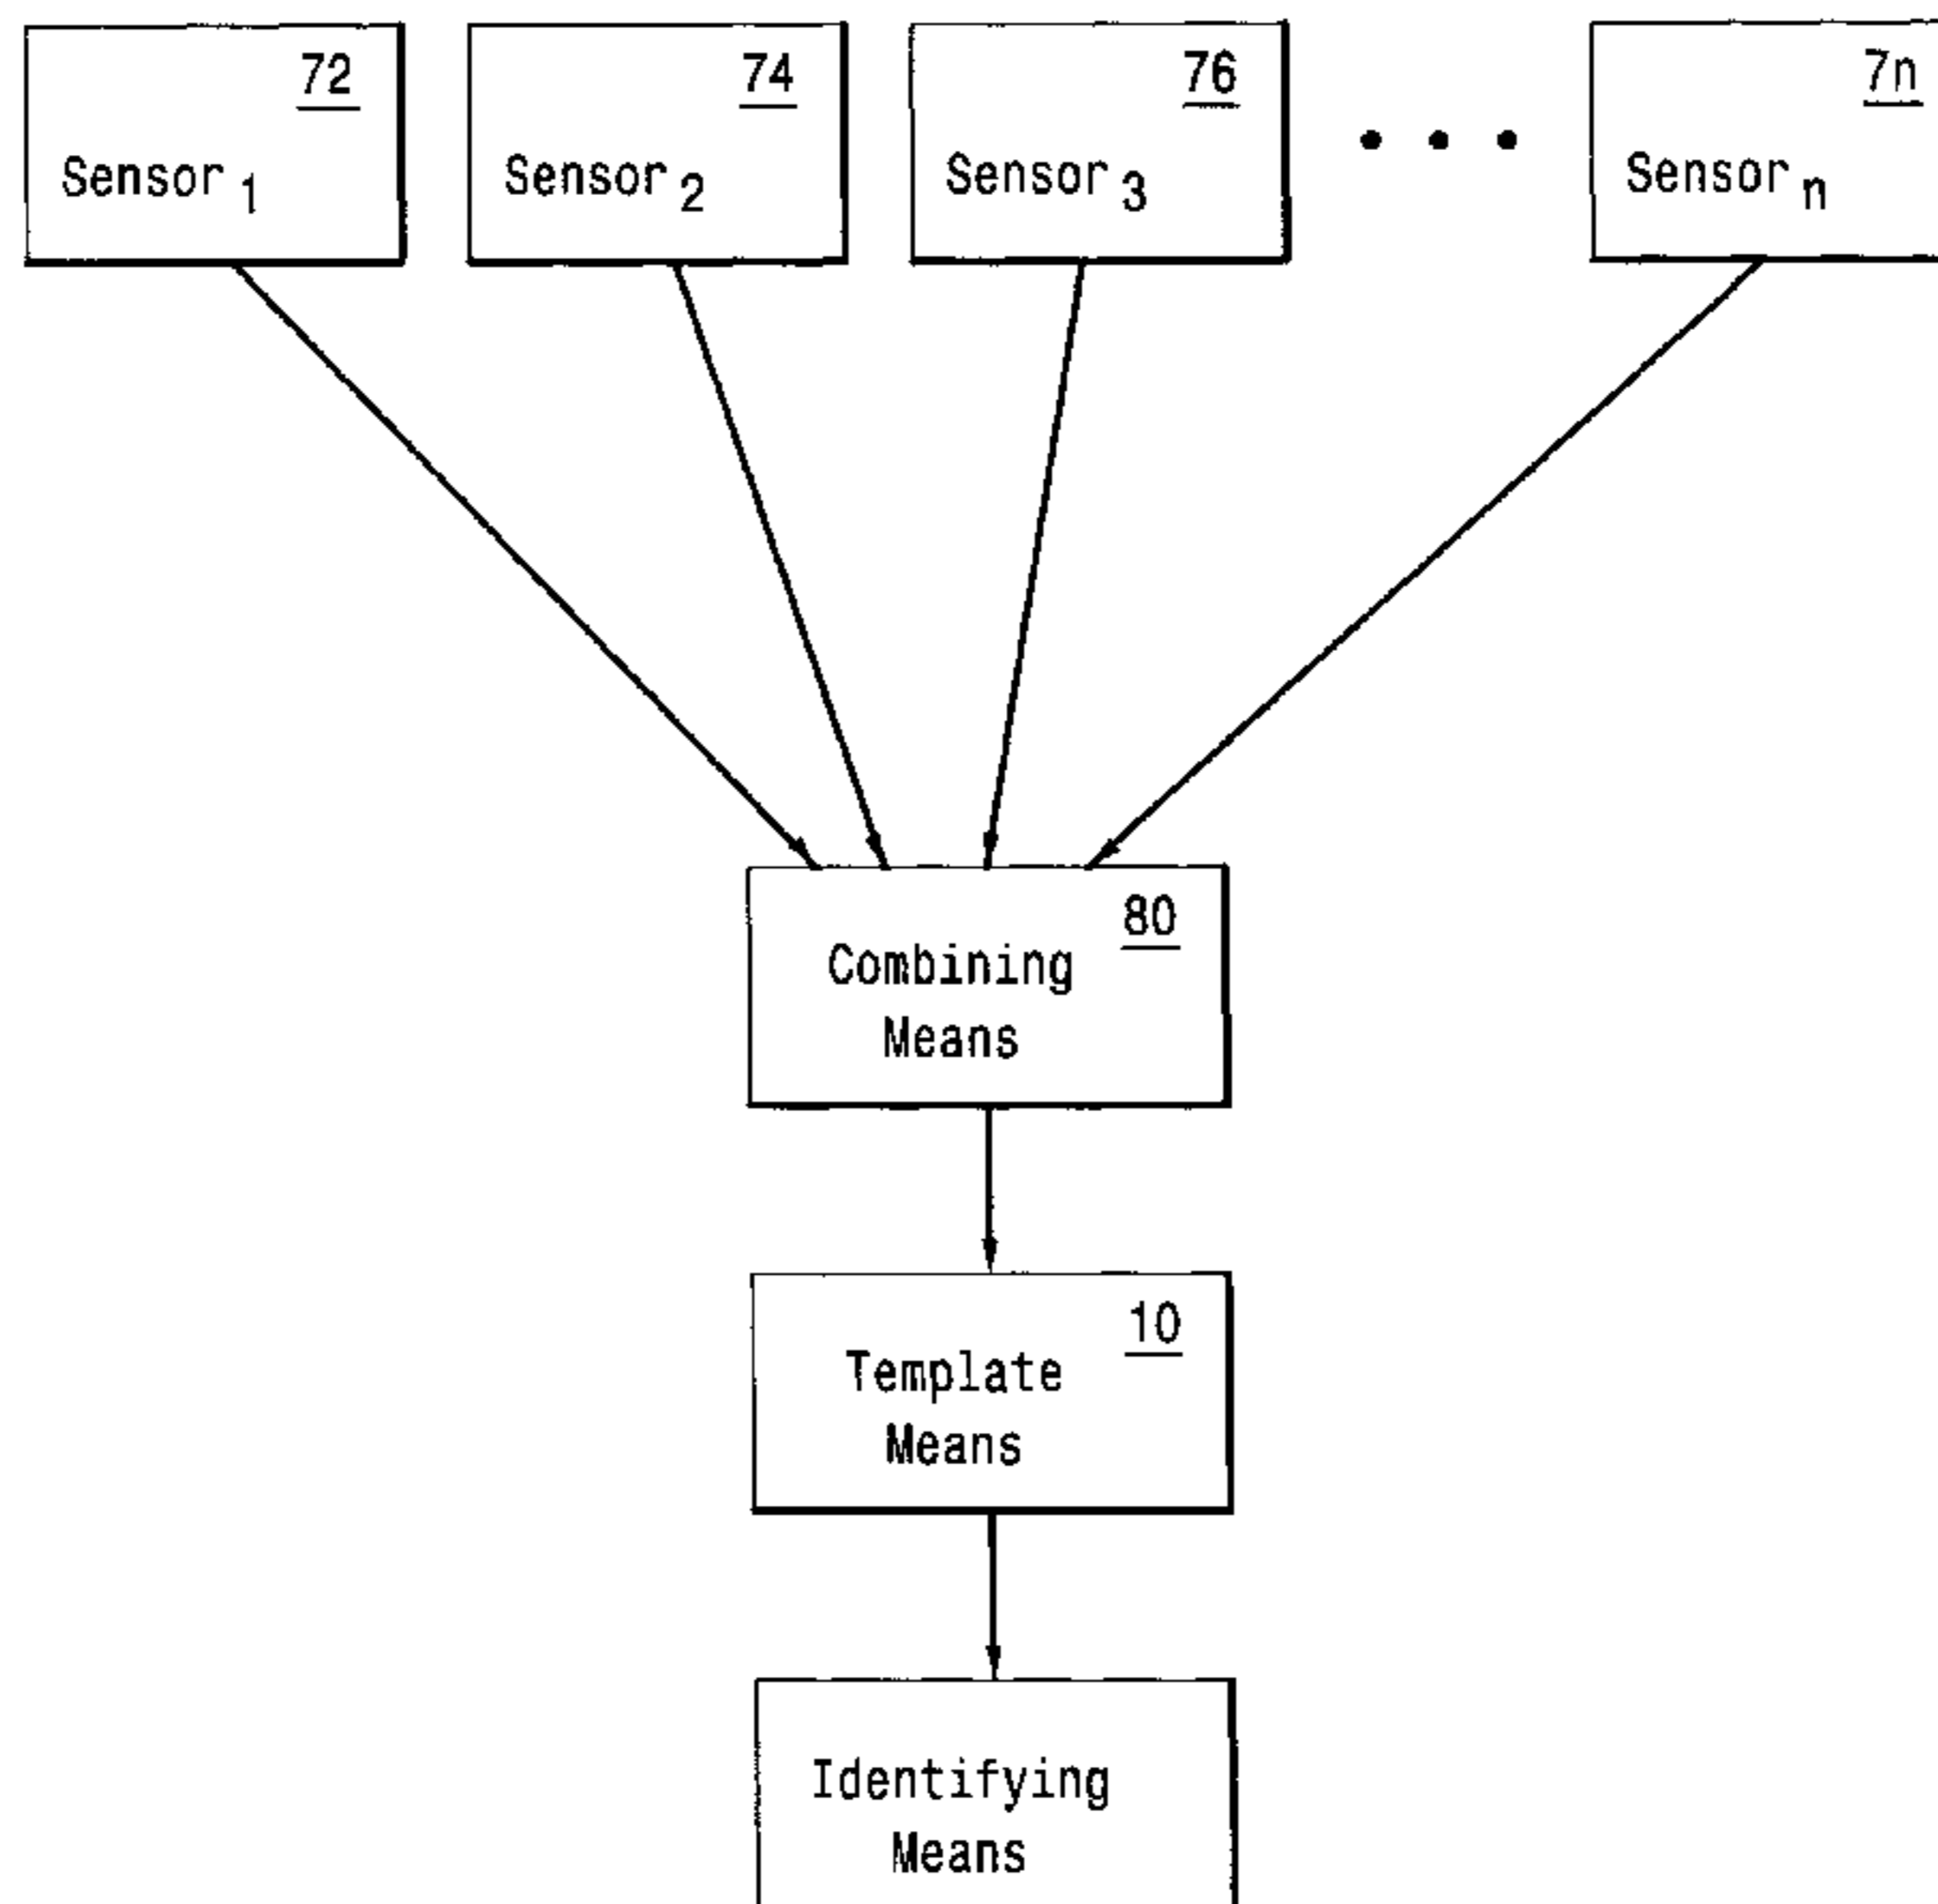 72
Sensor 1
74
Sensor 2
76
Sensor 3
7n
Sensor n
80
Combining
Means
10
Template
Means
Identifying
Means